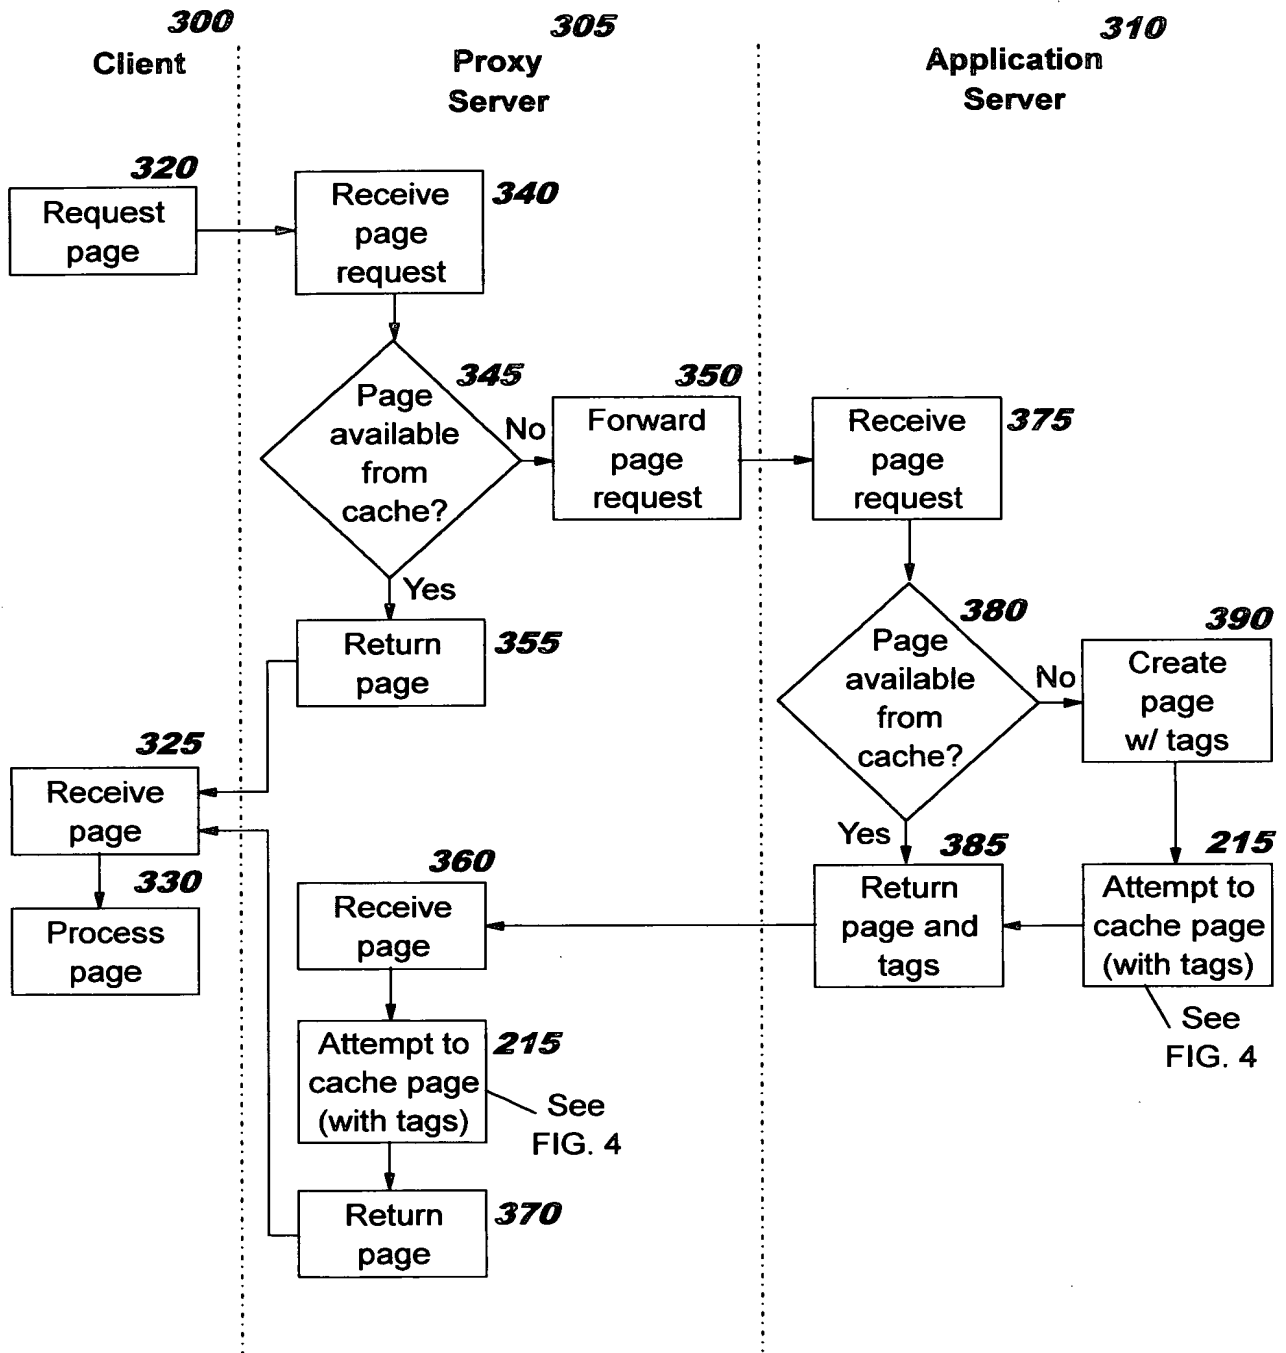 300
Client
305
Proxy
Server
310
Application
Server
320
Request
page
Receive
page
request
340
Page
available
from
cache?
345
No
350
Forward
page
request
Receive
page
request
375
Yes
Return
page
355
Page
available
from
cache?
380
No
390
Create
page
w/ tags
325
Receive
page
330
Process
page
Yes
385
Return
page and
tags
215
Attempt to
cache page
(with tags)
See
FIG. 4
360
Receive
page
Attempt to
cache page
(with tags)
215
See
FIG. 4
Return
page
370